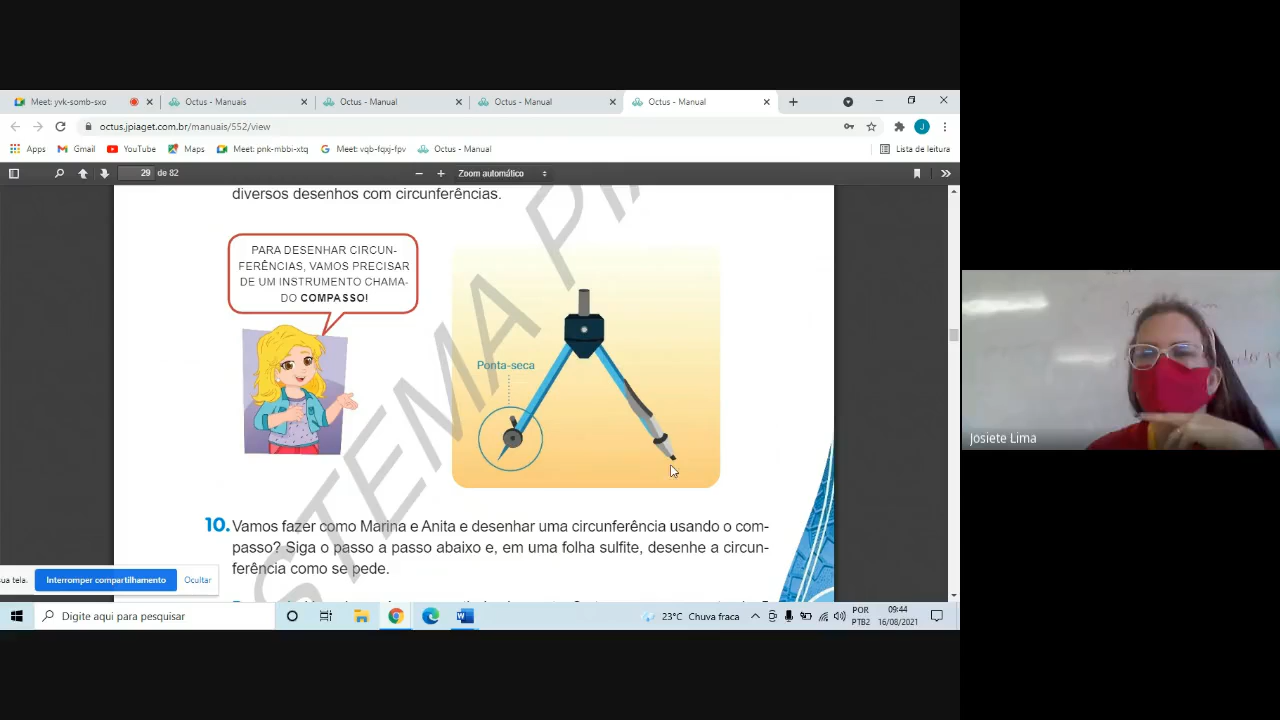 Meet: yvk-somb-sxo
Octus - Manuais
Octus - Manual
Octus - Manual
Octus - Manual
octus.jpiaget.com.br/manuais/552/view
Apps
Gmail
YouTube
Maps
Meet: pnk-mbbi-xtq
Meet: vqb-fqxj-fpv
Octus - Manual
Lista de leitura
29 de 82
Zoom automático
diversos desenhos com circunferências.
PARA DESENHAR CIRCUN-
FERÊNCIAS, VAMOS PRECISAR
DE UM INSTRUMENTO CHAMA-
DO COMPASSO!
Ponta-seca
STEMA PI
10. Vamos fazer como Marina e Anita e desenhar uma circunferência usando o com-
passo? Siga o passo a passo abaixo e, em uma folha sulfite, desenhe a circun-
ferência como se pede.
sua tela.
Interromper compartilhamento
Ocultar
Digite aqui para pesquisar
23°C Chuva fraca
POR
PTB2
09:44
16/08/2021
Josiete Lima